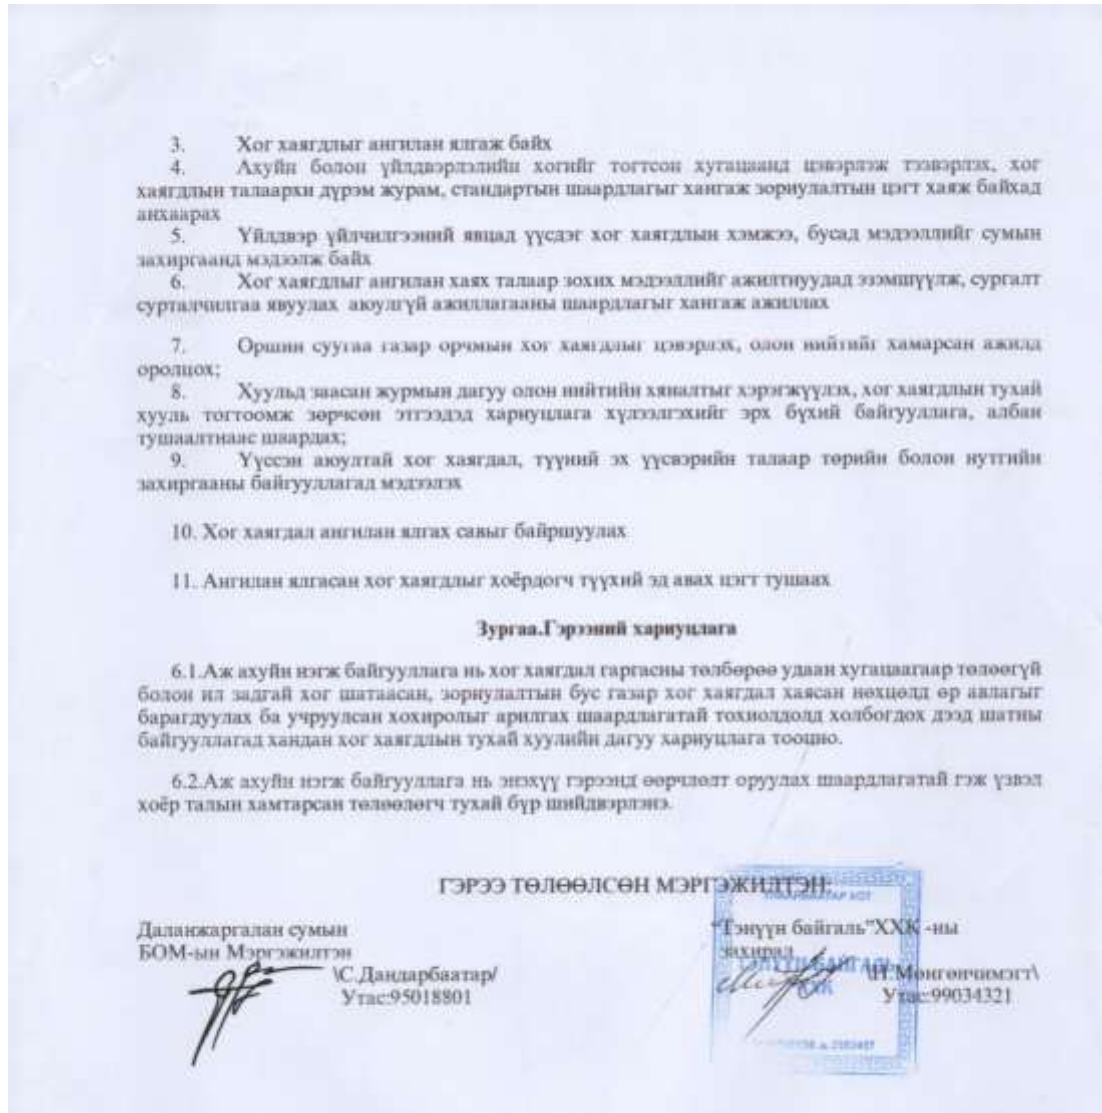 3. Хог хаягдлыг ангилан ялгаж байх
4. Ахуйн болон үйлдвэрлэлийн хогийг тогтсон хугацаанд цэвэрлэж тээвэрлэх, хог
хаягдлын талаархи дүрэм журам, стандартын шаардлагыг хангаж зориулалтын цэгт хаяж байхад
анхаарах
5. Үйлдвэр үйлчилгээний явцад үүсдэг хог хаягдлын хэмжээ, бусад мэдээллийг сумын
захиргаанд мэдээлж байх
6. Хог хаягдлыг ангилан хаях талаар зохих мэдээллийг ажилтнуудад эзэмшүүлж, сургалт
сурталчилгаа явуулах аюулгүй ажиллагааны шаардлагыг хангаж ажиллах
7. Оршин суугаа газар орчмын хог хаягдлыг цэвэрлэх, олон нийтийг хамарсан ажилд
оролцох;
8. Хуульд заасан журмын дагуу олон нийтийн хяналтыг хэрэгжүүлэх, хог хаягдлын тухай
хууль тогтоомж зөрчсөн этгээдэд хариуцлага хүлээлгэхийг эрх бүхий байгууллага, албан
тушаалтнаас шаардах;
9. Үүссэн аюултай хог хаягдал, түүний эх үүсвэрийн талаар төрийн болон нутгийн
захиргааны байгууллагад мэдээлэх
10. Хог хаягдал ангилан ялгах савыг байршуулах
11. Ангилан ялгасан хог хаягдлыг хоёрдогч түүхий эд авах цэгт тушаах
Зургаа.Гэрээний хариуцлага
6.1.Аж ахуйн нэгж байгууллага нь хог хаягдал гаргасны төлбөрөө удаан хугацаагаар төлөөгүй
болон ил задгай хог шатаасан, зориулалтын бус газар хог хаягдал хаясан нөхцөлд өр авлагыг
барагдуулах ба учруулсан хохиролыг арилгах шаардлагатай тохиолдолд холбогдох дээд шатны
байгууллагад хандан хог хаягдлын тухай хуулийн дагуу хариуцлага тооцно.
6.2.Аж ахуйн нэгж байгууллага нь энэхүү гэрээнд өөрчлөлт оруулах шаардлагатай гэж үзвэл
хоёр талын хамтарсан төлөөлөгч тухай бүр шийдвэрлэнэ.
ГЭРЭЭ ТӨЛӨӨЛСӨН МЭРГЭЖИЛТЭН:
УЛААНБААТАР ХОТ
Даланжаргалан сумын
"Тэнүүн байгаль"ХХК -ны
БОМ-ын Мэргэжилтэн
захирал
ТЭНҮҮН БАЙГАЛЬ
ХХК
\С.Дандарбаатар/
\Н.Мөнгөнчимэгт\
Утас:95018801
Утас:99034321